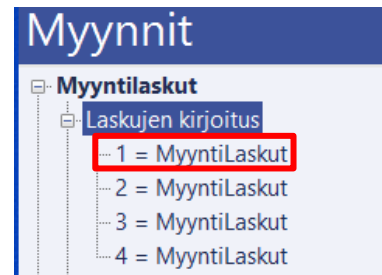 Myynnit
Myyntilaskut
Laskujen kirjoitus
1 = MyyntiLaskut
2 = MyyntiLaskut
3 = MyyntiLaskut
4 = MyyntiLaskut